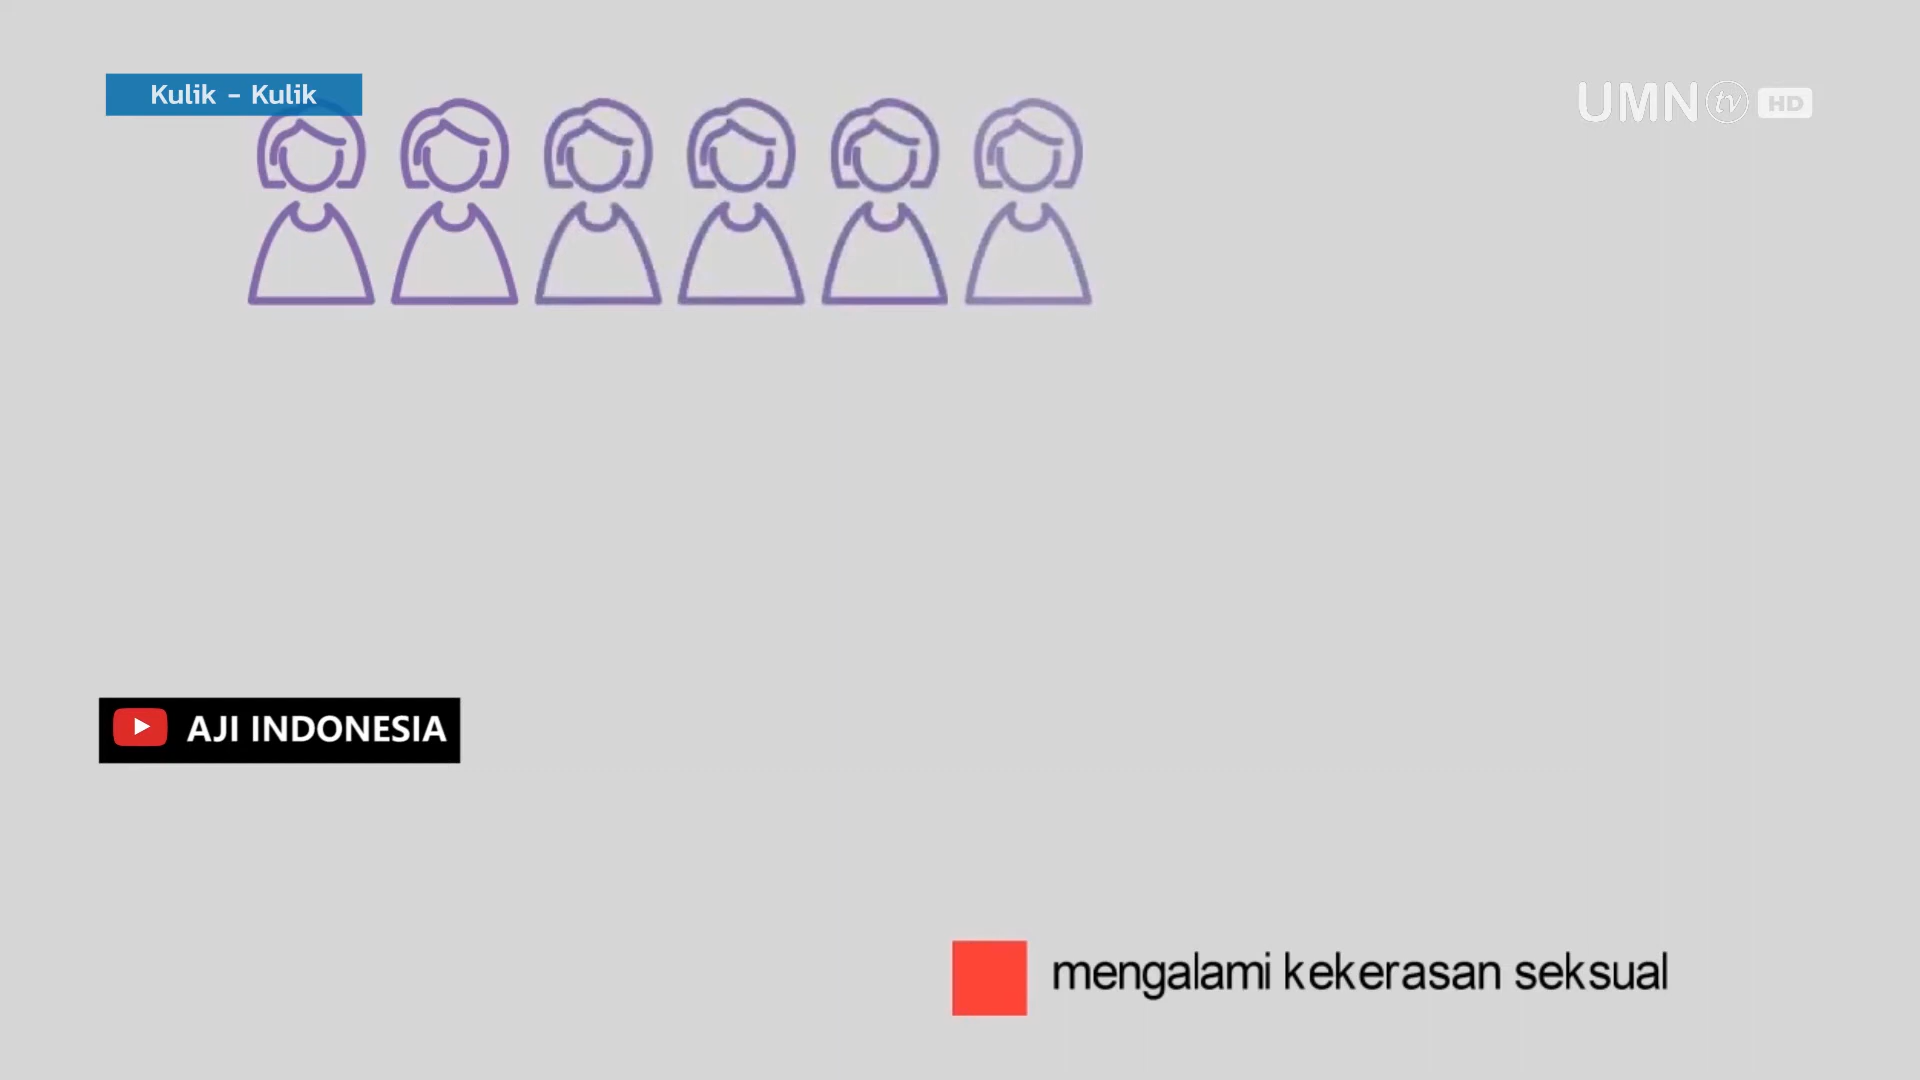 Kulik - Kulik
UMN tv HD
AJI INDONESIA
mengalami kekerasan seksual